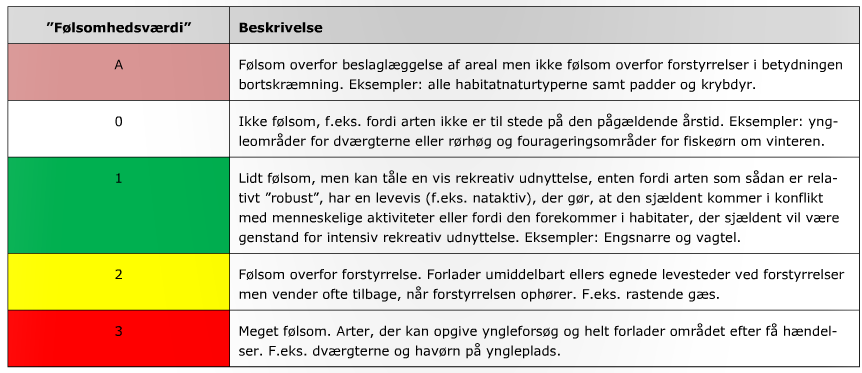 ”Følsomhedsværdi” Beskrivelse
A Følsom overfor beslaglæggelse af areal men ikke følsom overfor forstyrrelser i betydningen
bortskræmning. Eksempler: alle habitatnaturtyperne samt padder og krybdyr.
0 Ikke følsom, f.eks. fordi arten ikke er til stede på den pågældende årstid. Eksempler: yng-
leområder for dværgterne eller rørhøg og fourageringsområder for fiskeørn om vinteren.
1 Lidt følsom, men kan tåle en vis rekreativ udnyttelse, enten fordi arten som sådan er rela-
tivt ”robust”, har en levevis (f.eks. nataktiv), der gør, at den sjældent kommer i konflikt
med menneskelige aktiviteter eller fordi den forekommer i habitater, der sjældent vil være
genstand for intensiv rekreativ udnyttelse. Eksempler: Engsnarre og vagtel.
2 Følsom overfor forstyrrelse. Forlader umiddelbart ellers egnede levesteder ved forstyrrelser
men vender ofte tilbage, når forstyrrelsen ophører. F.eks. rastende gæs.
3 Meget følsom. Arter, der kan opgive yngleforsøg og helt forlader området efter få hændel-
ser. F.eks. dværgterne og havørn på yngleplads.